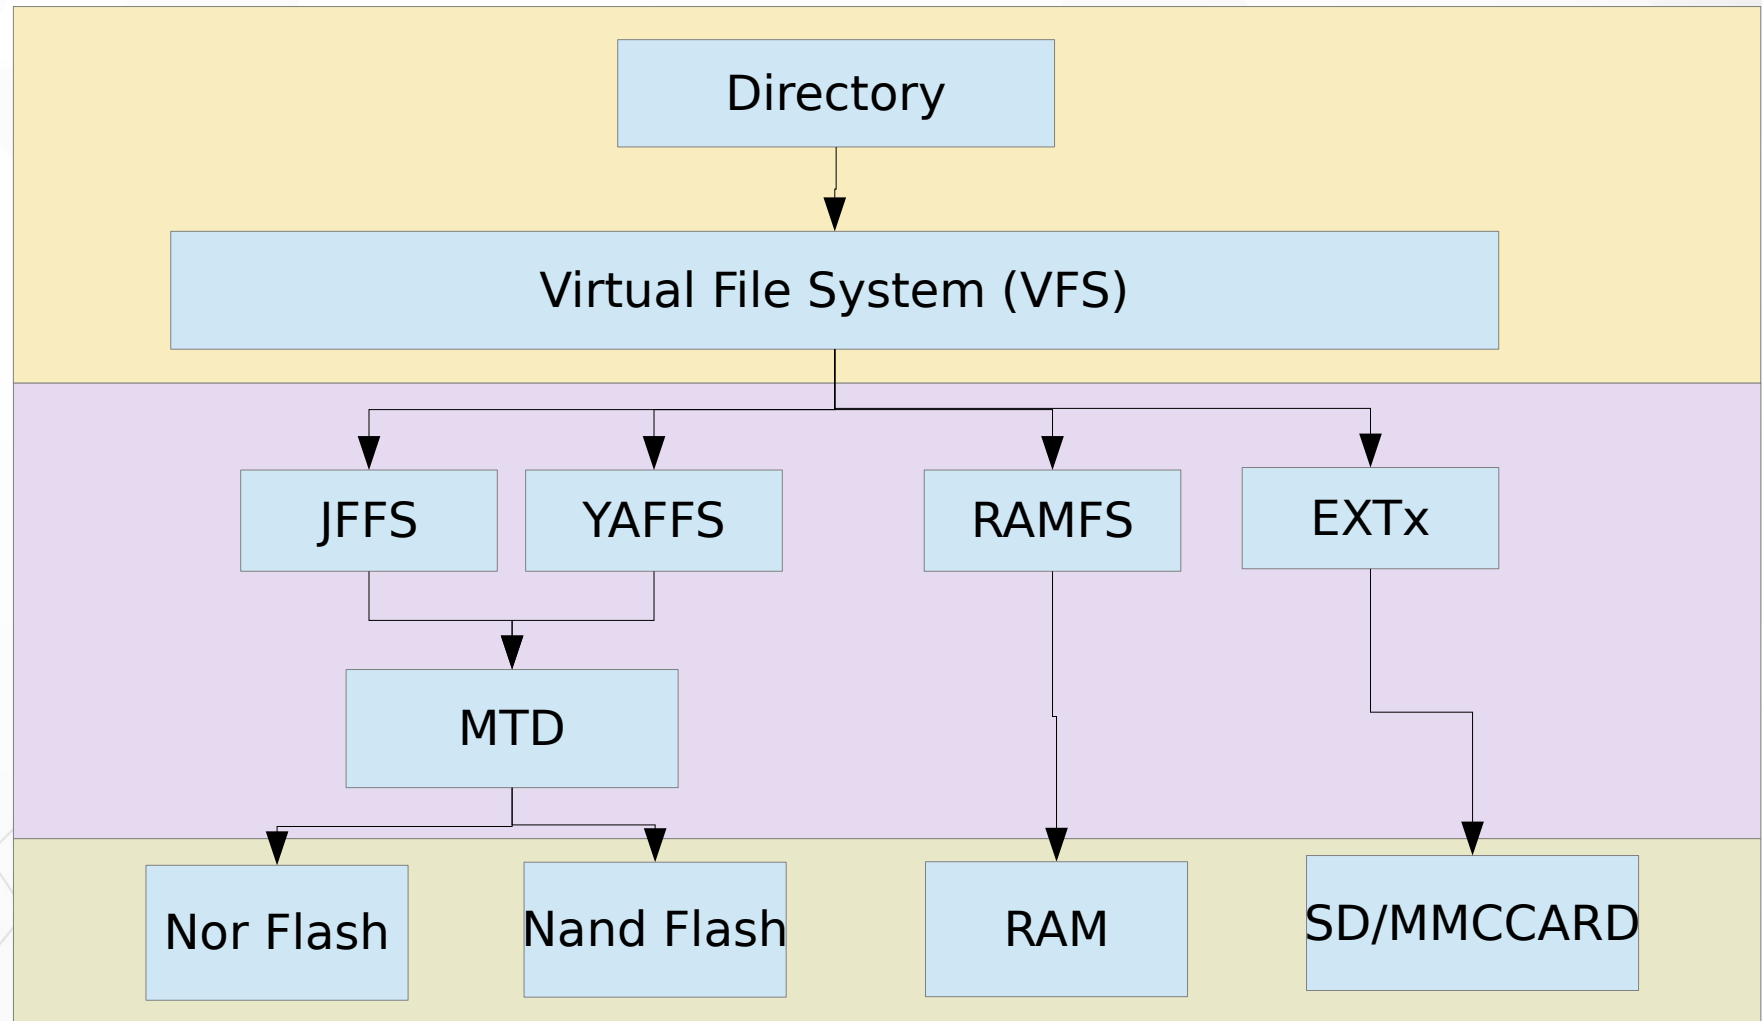 Directory
Virtual File System (VFS)
JFFS
YAFFS
RAMFS
EXTx
MTD
Nor Flash
Nand Flash
RAM
SD/MMCCARD